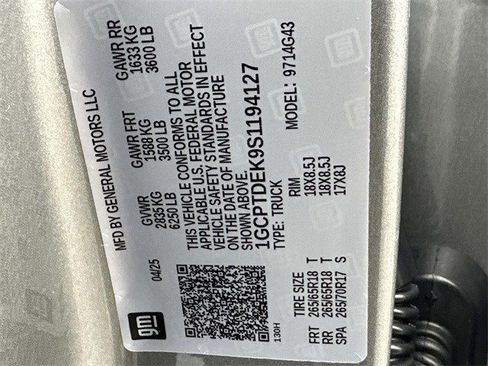 MFD BY GENERAL MOTORS LLC
04/25
GVWR GAWR FRT GAWR RR
2835 KG 1588 KG 1633 KG
6250 LB 3500 LB 3600 LB
THIS VEHICLE CONFORMS TO ALL
APPLICABLE U.S. FEDERAL MOTOR
VEHICLE SAFETY STANDARDS IN EFFECT
ON THE DATE OF MANUFACTURE
SHOWN ABOVE.
1GCPTDEK9S1194127
TYPE: TRUCK MODEL: 9714G43
gm
130H
TIRE SIZE RIM
FRT 265/65R18 T 18X8.5J
RR 265/65R18 T 18X8.5J
SPA 265/70R17 S 17X8J